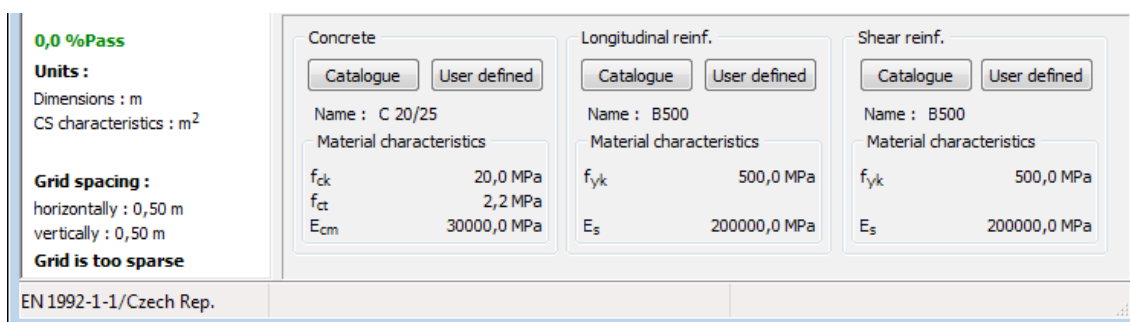 0,0 %Pass
Units :
Dimensions : m
CS characteristics : m2
Grid spacing :
horizontally : 0,50 m
vertically : 0,50 m
Grid is too sparse
Concrete
Catalogue User defined
Name : C 20/25
Material characteristics
fck 20,0 MPa
fct 2,2 MPa
Ecm 30000,0 MPa
Longitudinal reinf.
Catalogue User defined
Name : B500
Material characteristics
fyk 500,0 MPa
Es 200000,0 MPa
Shear reinf.
Catalogue User defined
Name : B500
Material characteristics
fyk 500,0 MPa
Es 200000,0 MPa
EN 1992-1-1/Czech Rep.